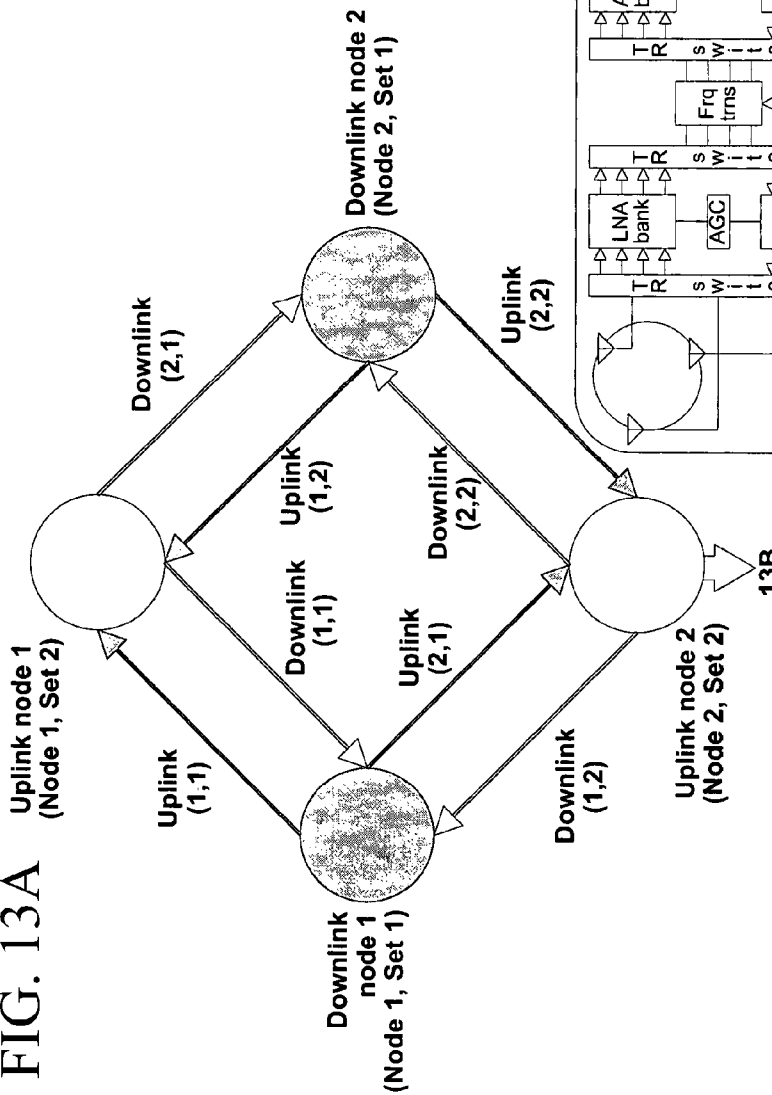 FIG. 13A
Uplink node 1
(Node 1, Set 2)
Downlink
(2,1)
Downlink node 2
(Node 2, Set 1)
Uplink
(1,1)
Uplink
(1,2)
Downlink
(1,1)
Downlink
node 1
(Node 1, Set 1)
Uplink
(2,1)
Downlink
(2,2)
Uplink
(2,2)
Downlink
(1,2)
Uplink node 2
(Node 2, Set 2)
13B
T R
s w i t
LNA
bank
AGC
T R
s w i t
Frq
trns
T R
s w i t